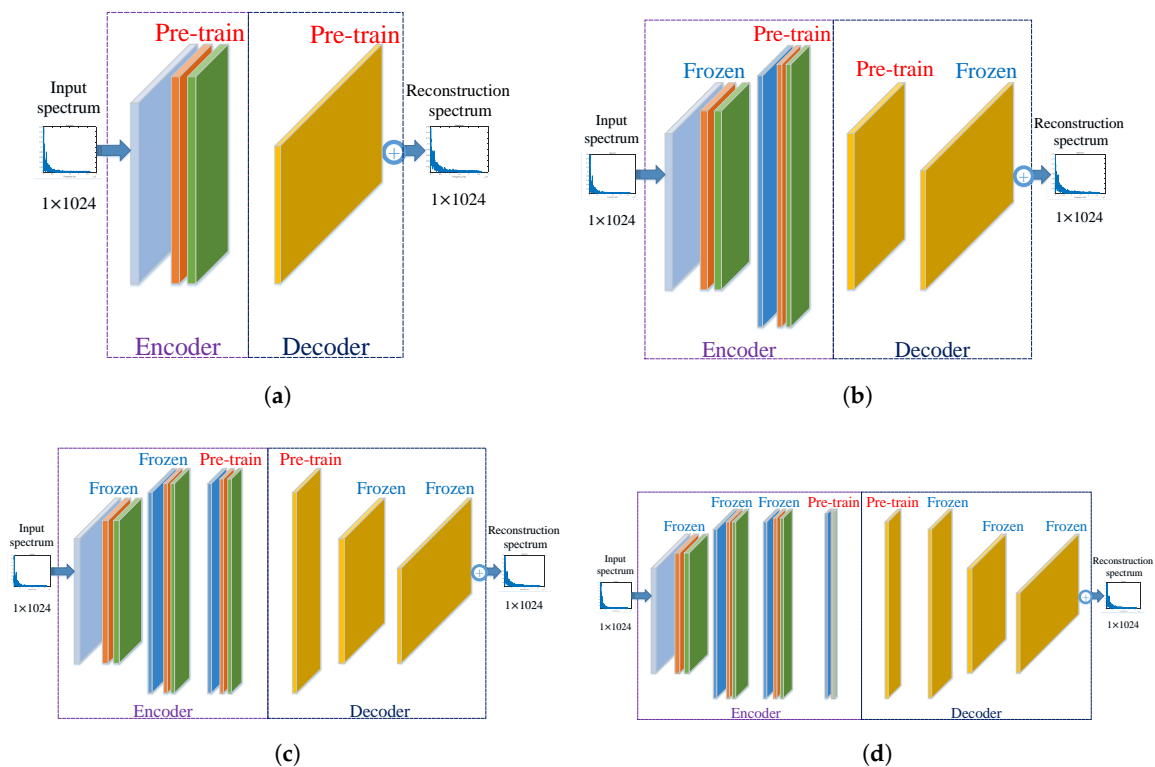 Pre-train Pre-train
Input
spectrum
Reconstruction
spectrum
+
1×1024
1×1024
Encoder Decoder
(a)
Pre-train
Frozen Pre-train Frozen
Input
spectrum
Reconstruction
spectrum
+
1×1024
1×1024
Encoder Decoder
(b)
Frozen Pre-train Pre-train
Frozen Frozen Frozen
Input
spectrum
Reconstruction
spectrum
+
1×1024
1×1024
Encoder Decoder
(c)
Frozen Frozen Pre-train Pre-train Frozen
Frozen Frozen Frozen
Input
spectrum
Reconstruction
spectrum
+
1×1024
1×1024
Encoder Decoder
(d)